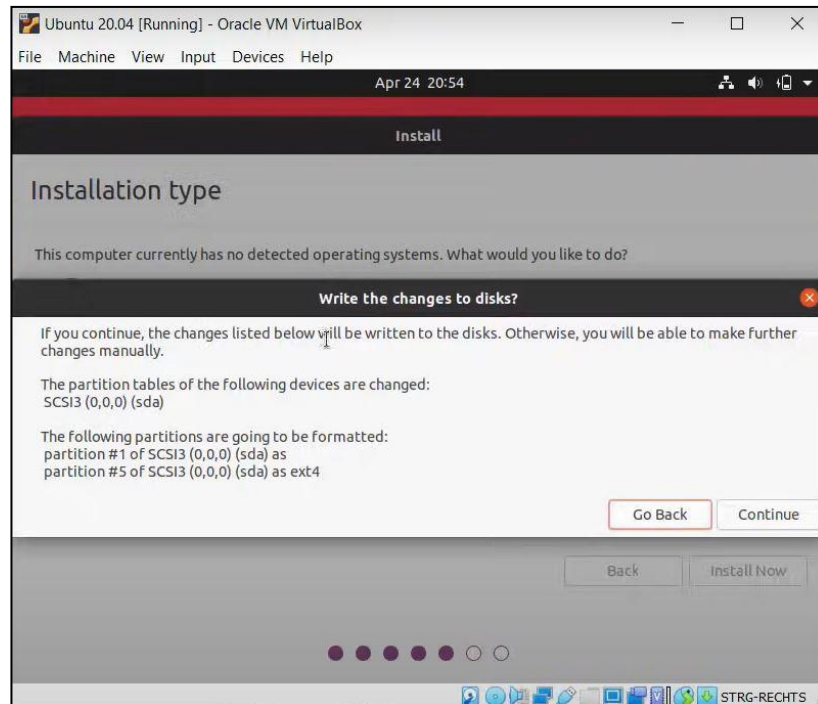 Ubuntu 20.04 [Running] - Oracle VM VirtualBox
File Machine View Input Devices Help
Apr 24 20:54
Install
Installation type
This computer currently has no detected operating systems. What would you like to do?
Write the changes to disks?
If you continue, the changes listed below will be written to the disks. Otherwise, you will be able to make further
changes manually.
The partition tables of the following devices are changed:
SCSI3 (0,0,0) (sda)
The following partitions are going to be formatted:
partition #1 of SCSI3 (0,0,0) (sda) as
partition #5 of SCSI3 (0,0,0) (sda) as ext4
Go Back Continue
Back Install Now
STRG-RECHTS